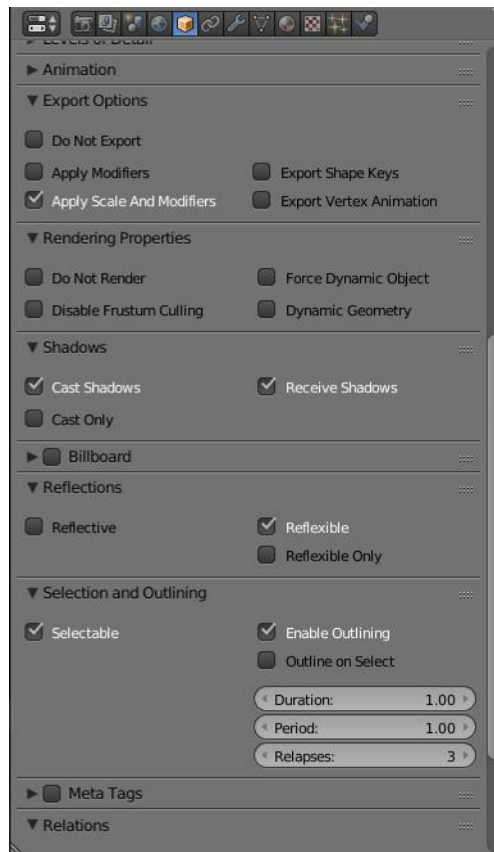 Levels of Detail
Animation
Export Options
Do Not Export
Apply Modifiers
Export Shape Keys
Apply Scale And Modifiers
Export Vertex Animation
Rendering Properties
Do Not Render
Force Dynamic Object
Disable Frustum Culling
Dynamic Geometry
Shadows
Cast Shadows
Receive Shadows
Cast Only
Billboard
Reflections
Reflective
Reflexible
Reflexible Only
Selection and Outlining
Selectable
Enable Outlining
Outline on Select
Duration: 1.00
Period: 1.00
Relapses: 3
Meta Tags
Relations